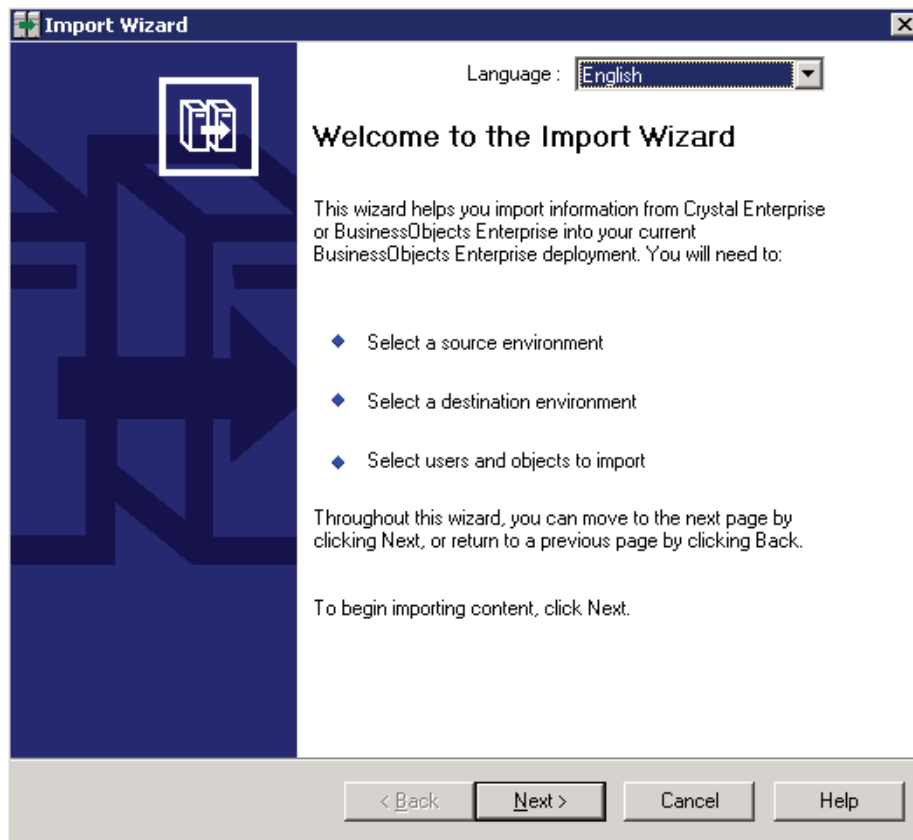 Import Wizard
Language : English
Welcome to the Import Wizard
This wizard helps you import information from Crystal Enterprise
or BusinessObjects Enterprise into your current
BusinessObjects Enterprise deployment. You will need to:
Select a source environment
Select a destination environment
Select users and objects to import
Throughout this wizard, you can move to the next page by
clicking Next, or return to a previous page by clicking Back.
To begin importing content, click Next.
< Back Next > Cancel Help